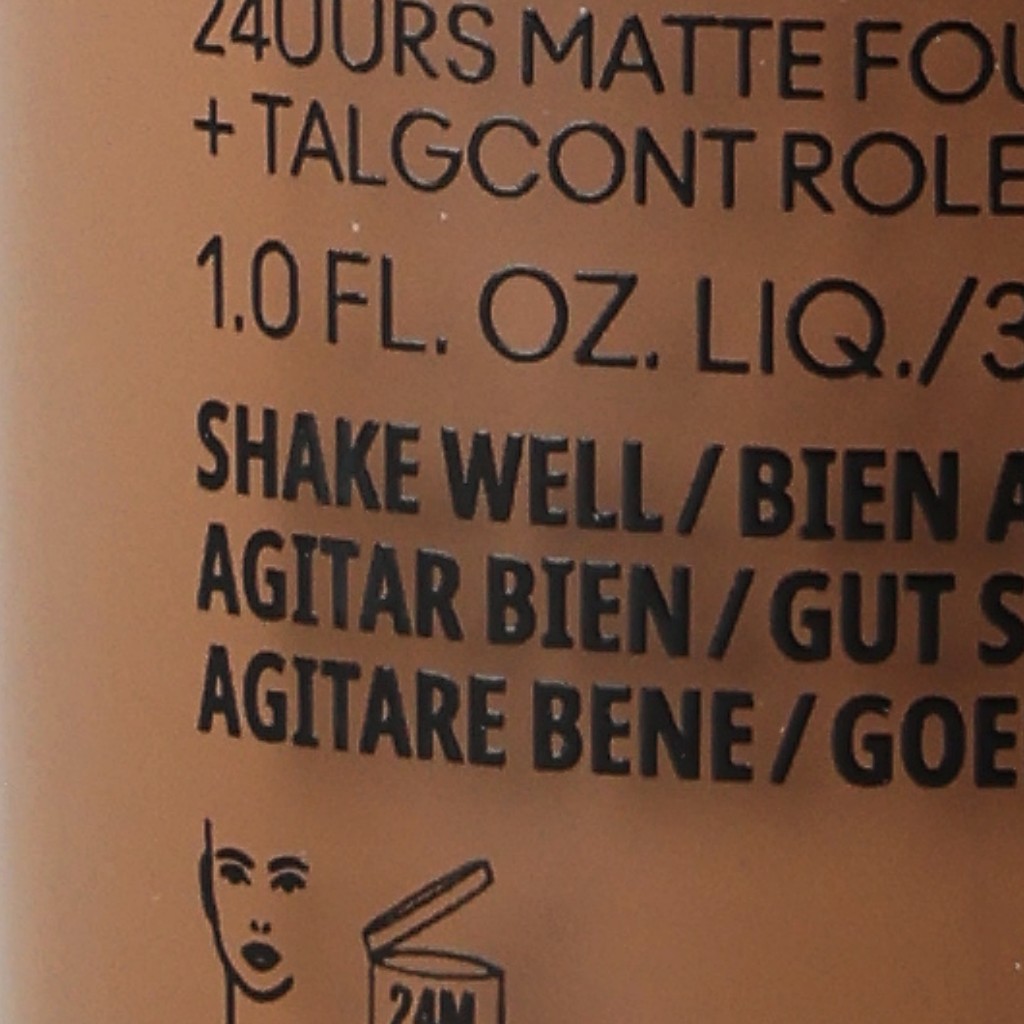 24UURS MATTE FOU
+ TALGCONT ROLE
1.0 FL. OZ. LIQ./3
SHAKE WELL / BIEN A
AGITAR BIEN / GUT S
AGITARE BENE / GOE
24M